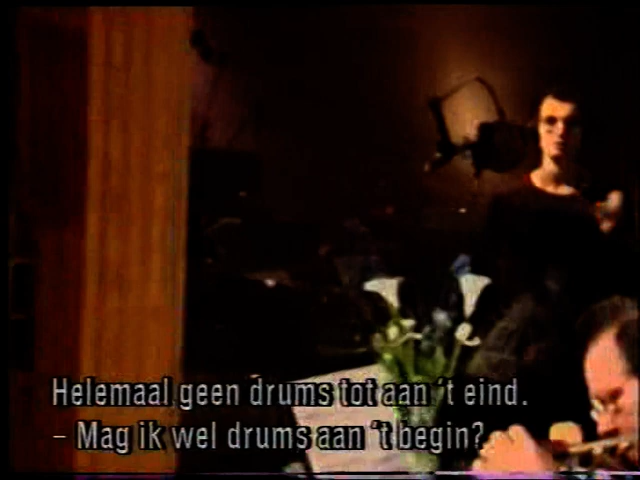 Helemaal geen drums tot aan 't eind.
– Mag ik wel drums aan 't begin?